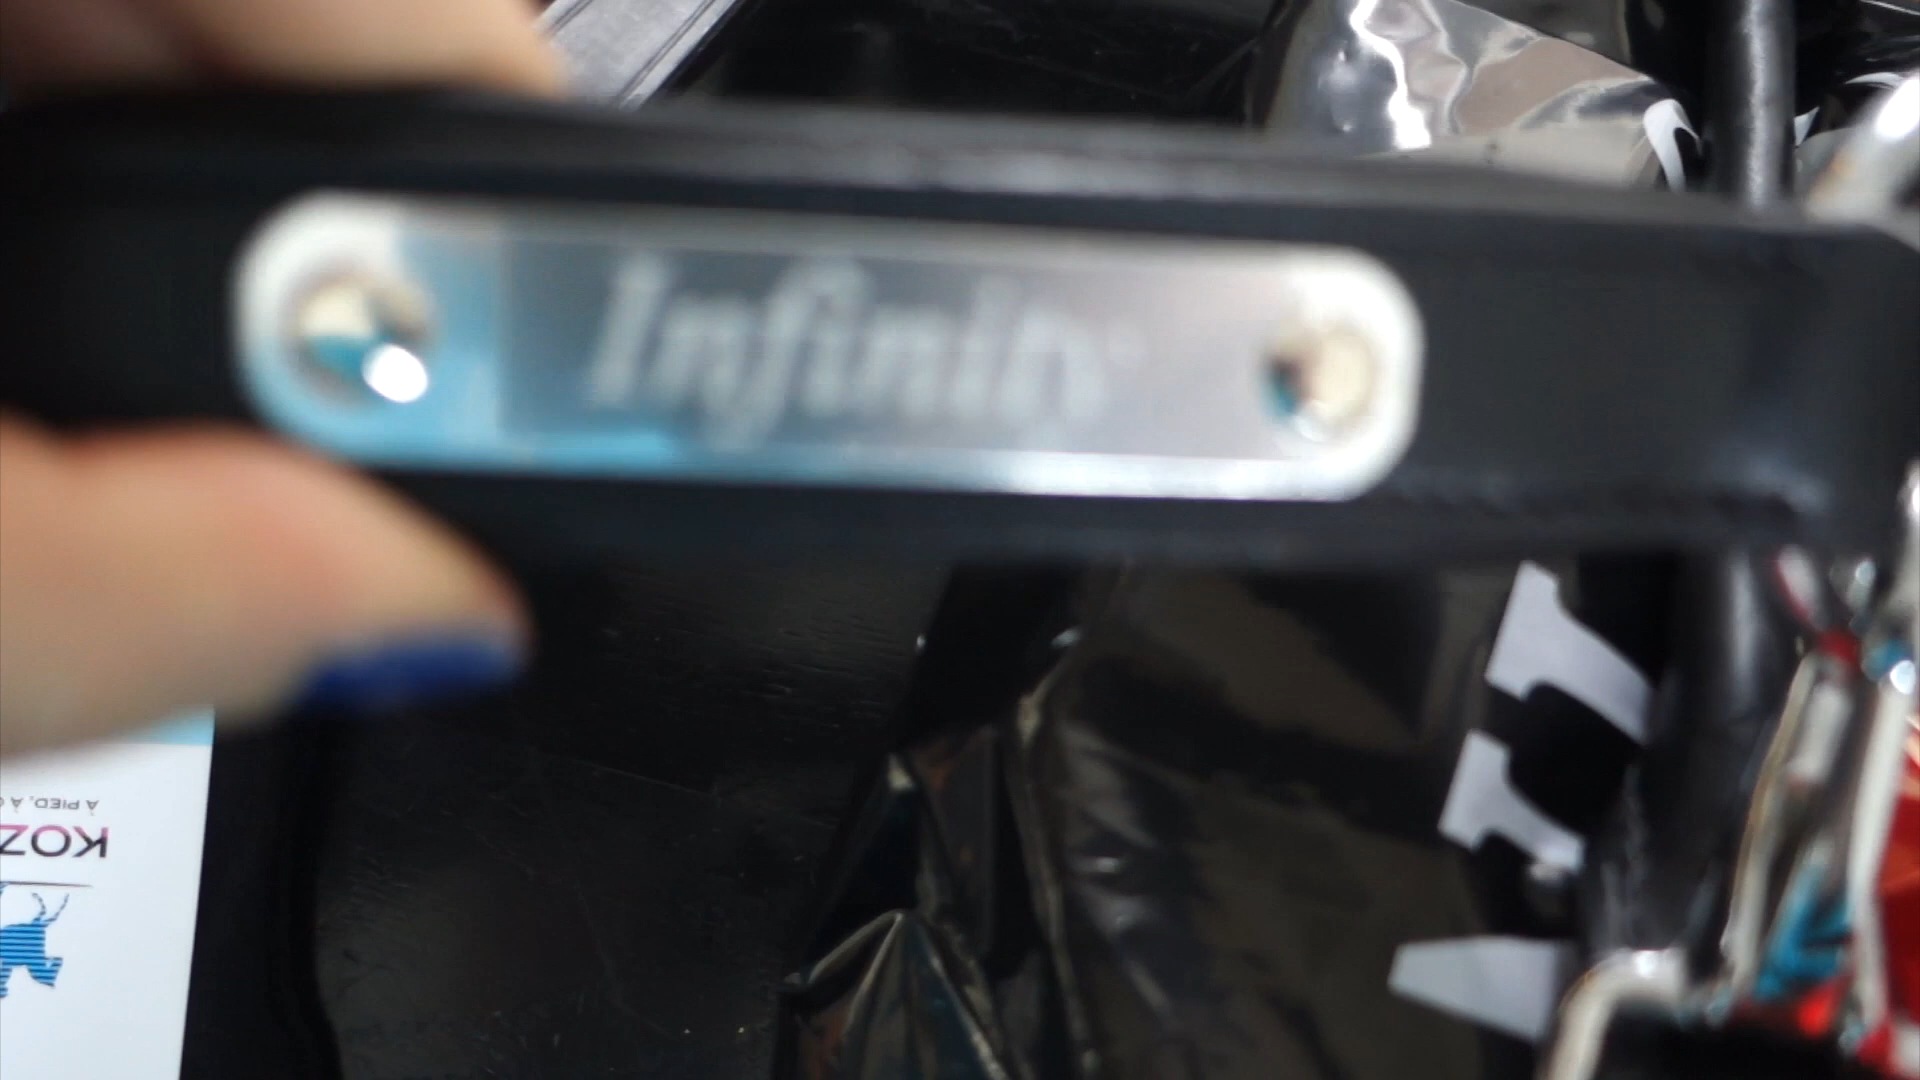 Infinity
À PIED, À
KOZ